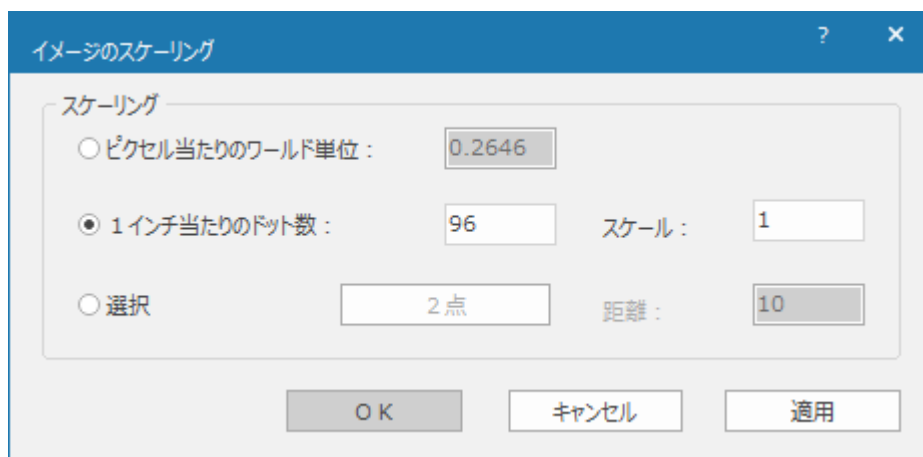 イメージのスケーリング ? ×
スケーリング
ピクセル当たりのワールド単位： 0.2646
１インチ当たりのドット数： 96 スケール： 1
選択 ２点 距離： 10
ＯＫ キャンセル 適用